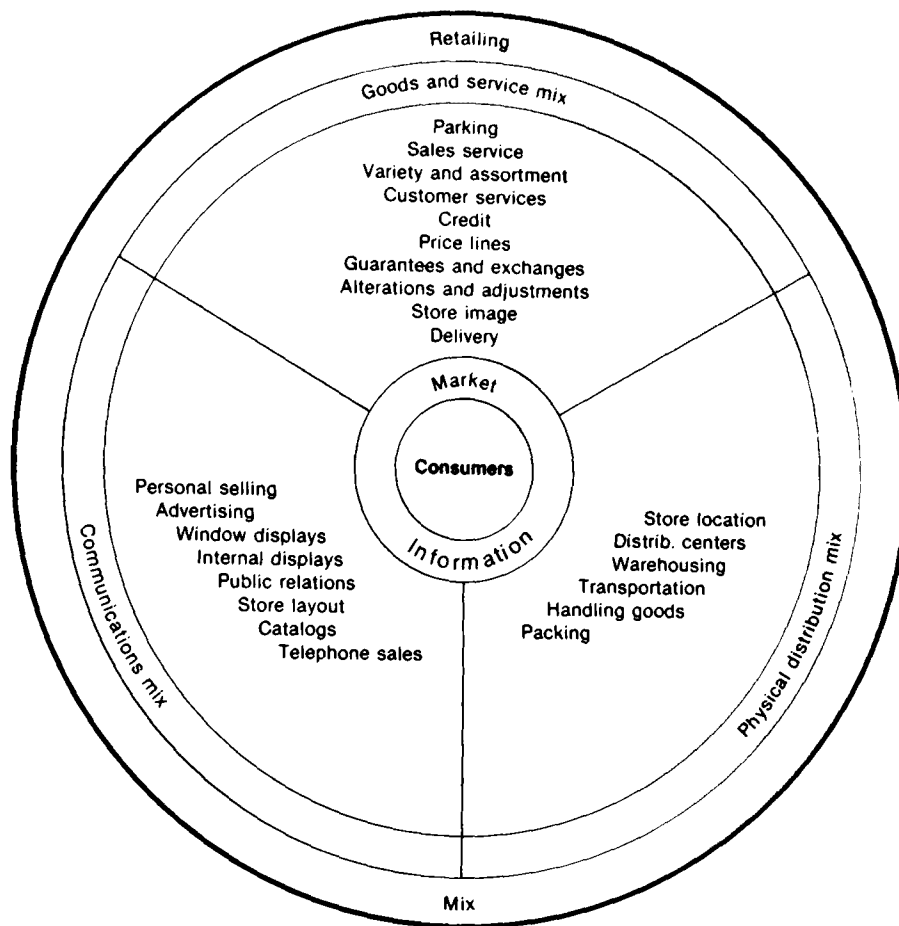 Retailing
Goods and service mix
Parking
Sales service
Variety and assortment
Customer services
Credit
Price lines
Guarantees and exchanges
Alterations and adjustments
Store image
Delivery
Market
Consumers
Information
Communications mix
Personal selling
Advertising
Window displays
Internal displays
Public relations
Store layout
Catalogs
Telephone sales
Store location
Distrib. centers
Warehousing
Transportation
Handling goods
Packing
Physical distribution mix
Mix